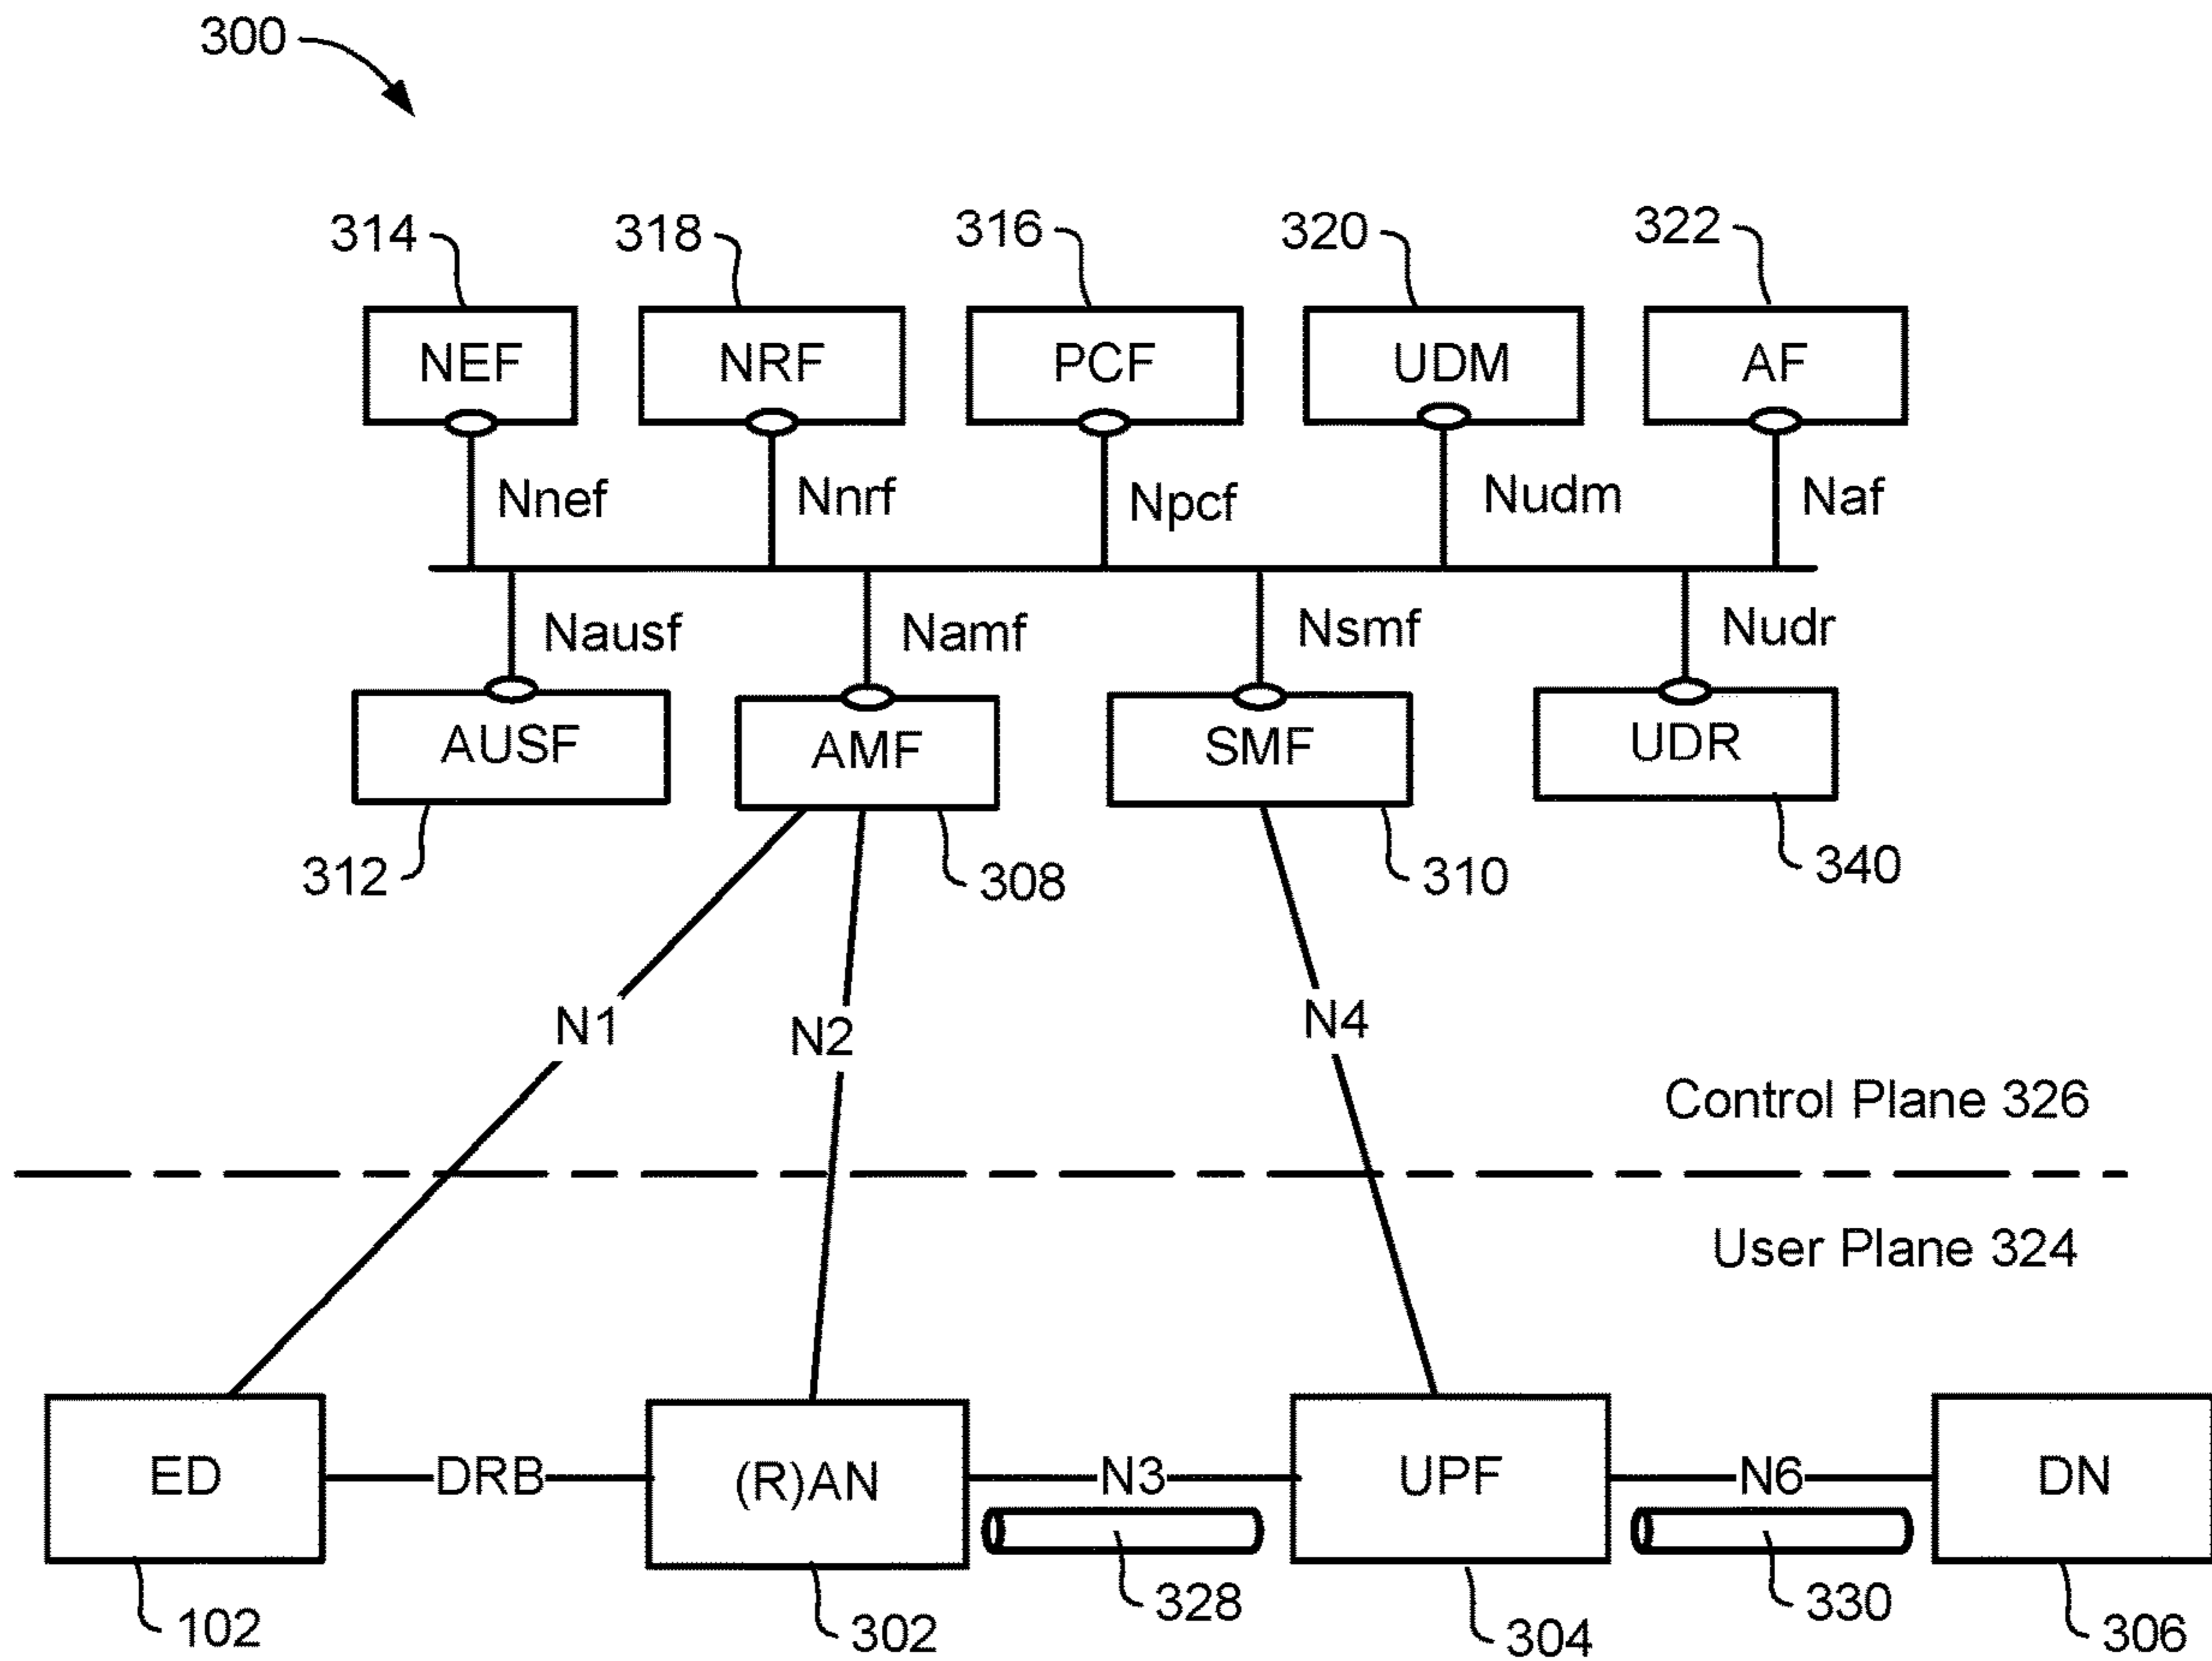 300
314 318 316 320 322
NEF NRF PCF UDM AF
Nnef Nnrf Npcf Nudm Naf
Nausf Namf Nsmf Nudr
AUSF AMF SMF UDR
312 308 310 340
N1 N2 N4
Control Plane 326
User Plane 324
ED DRB (R)AN N3 UPF N6 DN
102 302 328 304 330 306